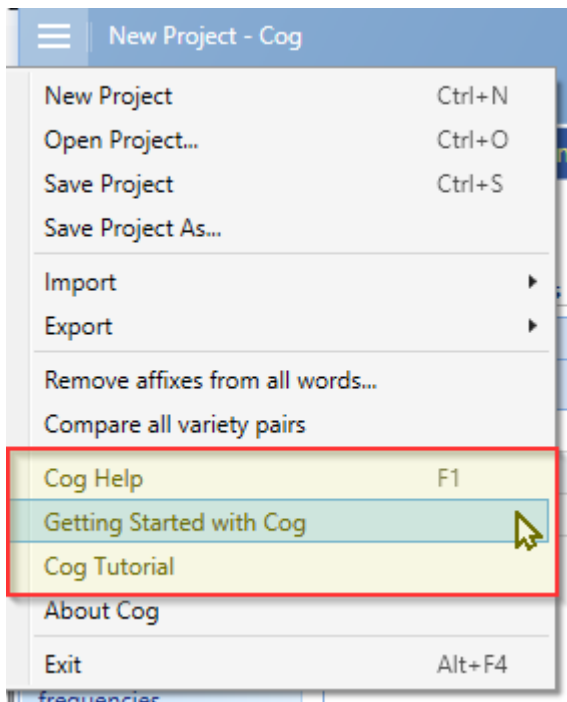 New Project - Cog
New Project Ctrl+N
Open Project... Ctrl+O
Save Project Ctrl+S
Save Project As...
Import
Export
Remove affixes from all words...
Compare all variety pairs
Cog Help F1
Getting Started with Cog
Cog Tutorial
About Cog
Exit Alt+F4
frequencies